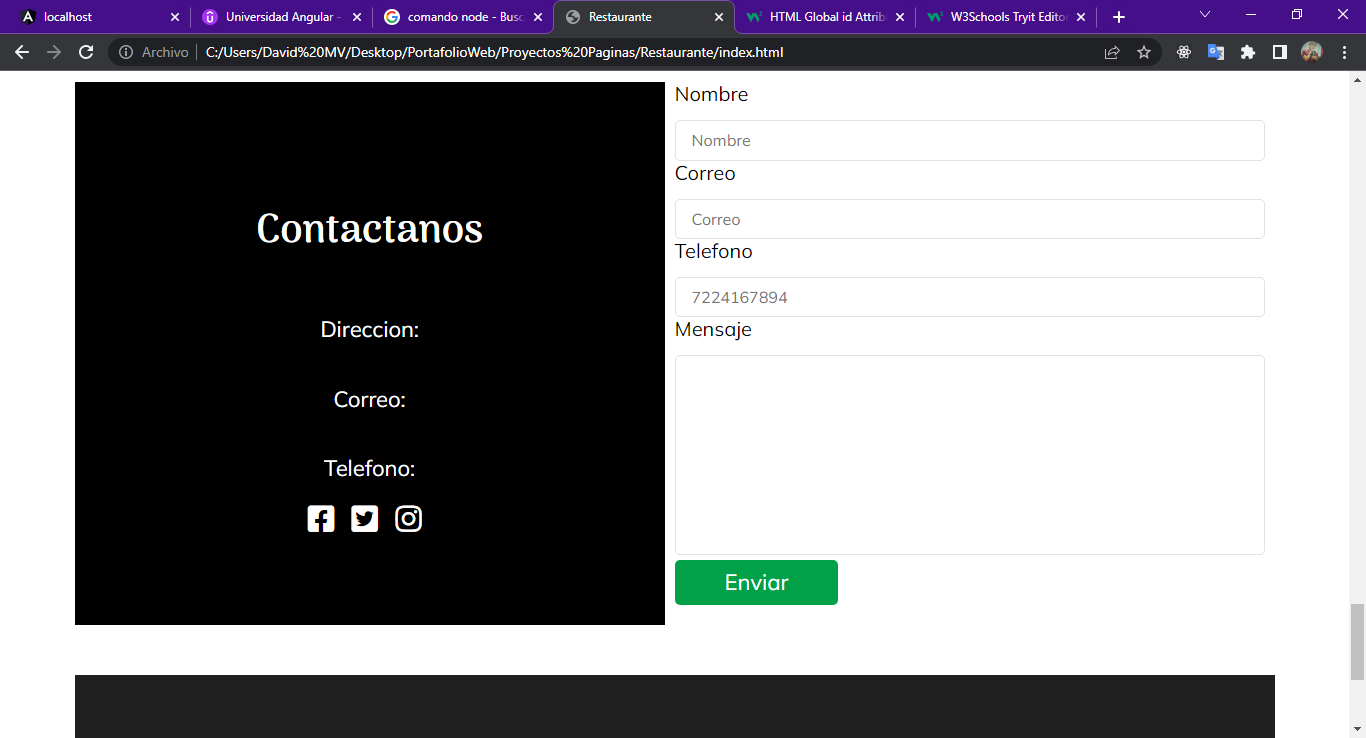 localhost
Universidad Angular -
comando node - Busc
Restaurante
HTML Global id Attrib
W3Schools Tryit Editor
Archivo
C:/Users/David%20MV/Desktop/PortafolioWeb/Proyectos%20Paginas/Restaurante/index.html
Contactanos
Direccion:
Correo:
Telefono:
Nombre
Nombre
Correo
Correo
Telefono
7224167894
Mensaje
Enviar